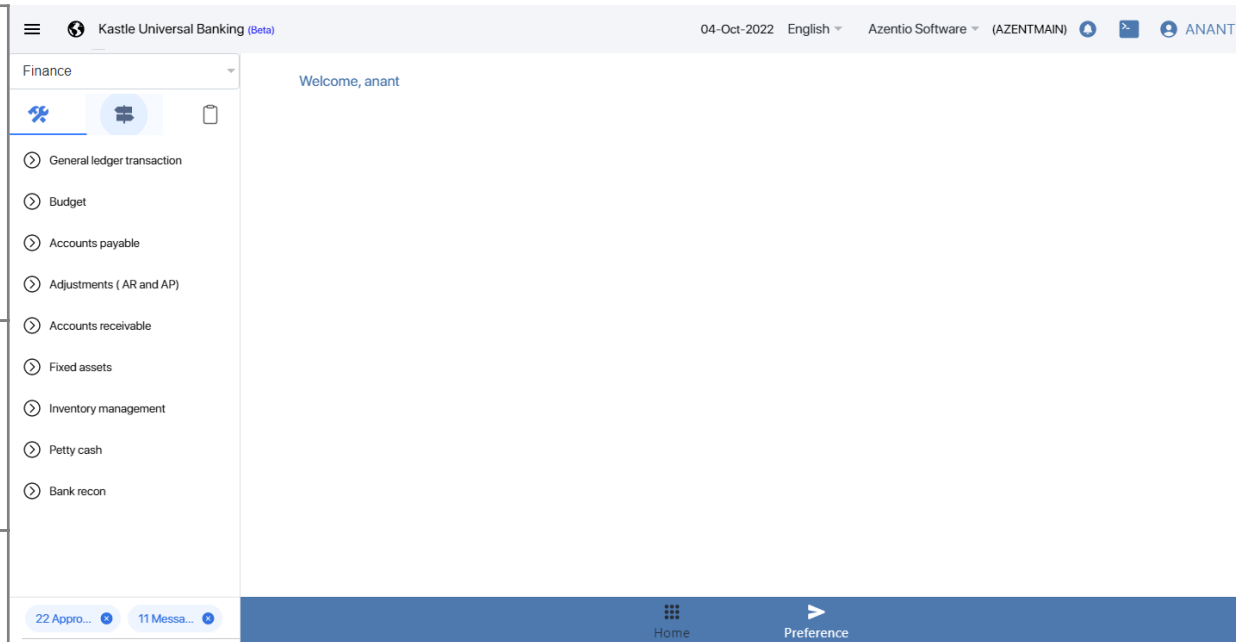 Kastle Universal Banking (Beta) 04-Oct-2022 English Azentio Software (AZENTMAIN) ANANT
Finance
Welcome, anant
General ledger transaction
Budget
Accounts payable
Adjustments ( AR and AP)
Accounts receivable
Fixed assets
Inventory management
Petty cash
Bank recon
22 Appro... 11 Messa...
Home Preference